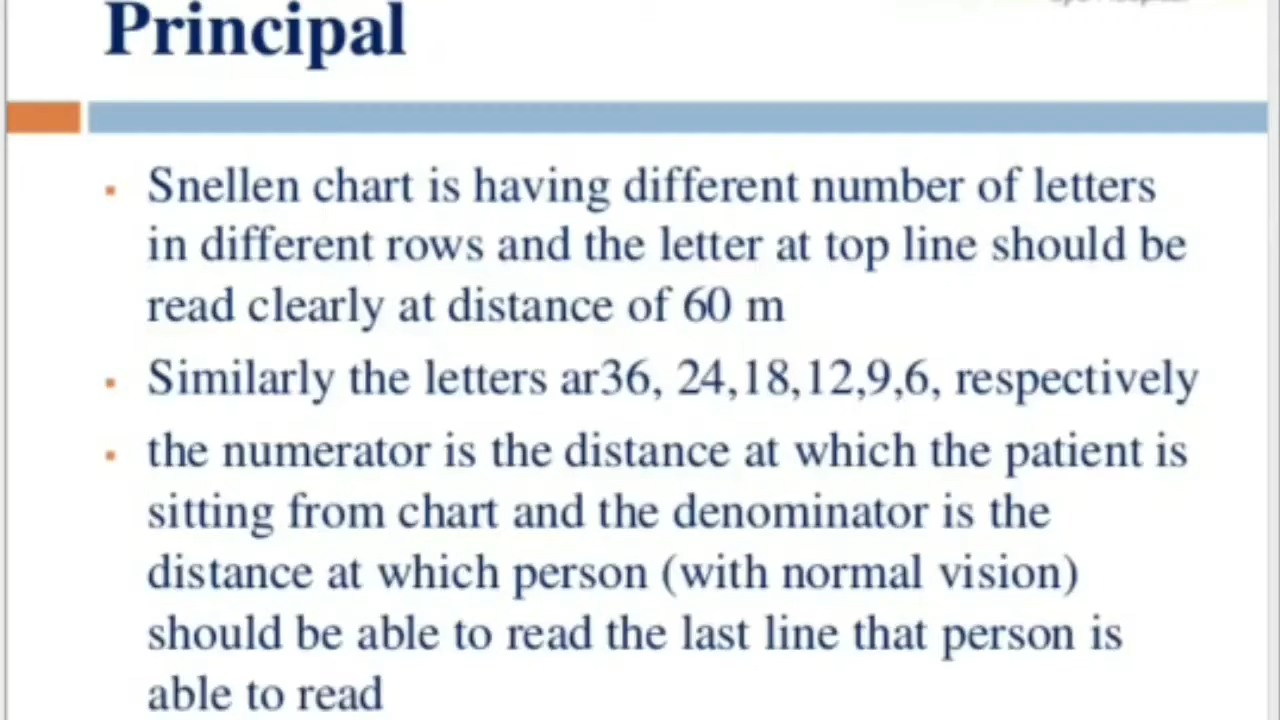 Principal
Snellen chart is having different number of letters
in different rows and the letter at top line should be
read clearly at distance of 60 m
Similarly the letters ar36, 24,18,12,9,6, respectively
the numerator is the distance at which the patient is
sitting from chart and the denominator is the
distance at which person (with normal vision)
should be able to read the last line that person is
able to read